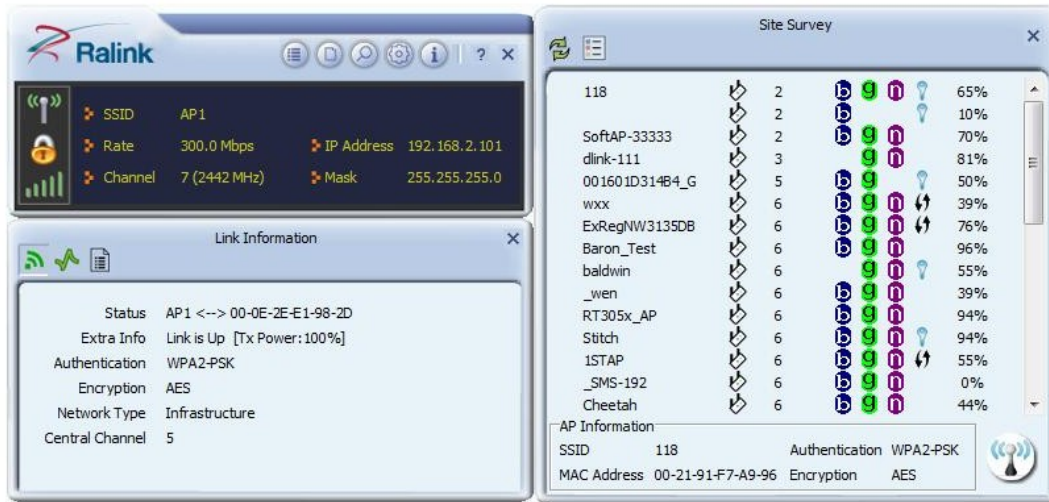 Ralink
? ×
SSID AP1
Rate 300.0 Mbps IP Address 192.168.2.101
Channel 7 (2442 MHz) Mask 255.255.255.0
Link Information ×
Status AP1 <--> 00-0E-2E-E1-98-2D
Extra Info Link is Up [Tx Power:100%]
Authentication WPA2-PSK
Encryption AES
Network Type Infrastructure
Central Channel 5
Site Survey ×
118 2 b g n 65%
2 b 10%
SoftAP-33333 2 b g n 70%
dlink-111 3 g n 81%
001601D314B4_G 5 b g 50%
wxx 6 b g n 39%
ExRegNW3135DB 6 b g n 76%
Baron_Test 6 b g n 96%
baldwin 6 g n 55%
_wen 6 b g n 39%
RT305x_AP 6 b g n 94%
Stitch 6 b g n 94%
1STAP 6 b g n 55%
_SMS-192 6 b g n 0%
Cheetah 6 b g n 44%
AP Information
SSID 118 Authentication WPA2-PSK
MAC Address 00-21-91-F7-A9-96 Encryption AES